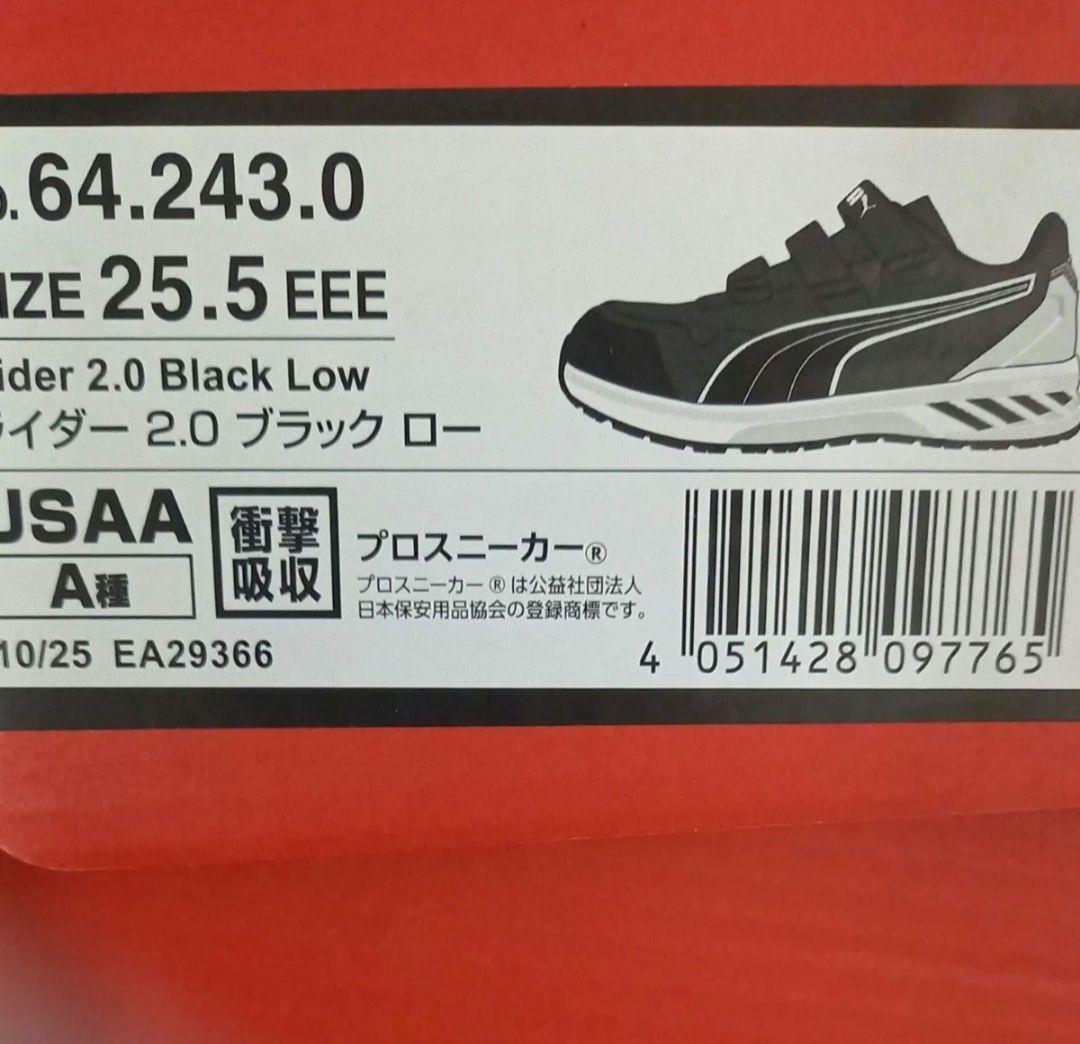 .64.243.0
SIZE 25.5 EEE
ider 2.0 Black Low
ライダー 2.0 ブラック ロー
JSAA
A種
衝撃
吸収
プロスニーカー®
プロスニーカー®は公益社団法人
日本保安用品協会の登録商標です。
10/25 EA29366
4 051428 097765